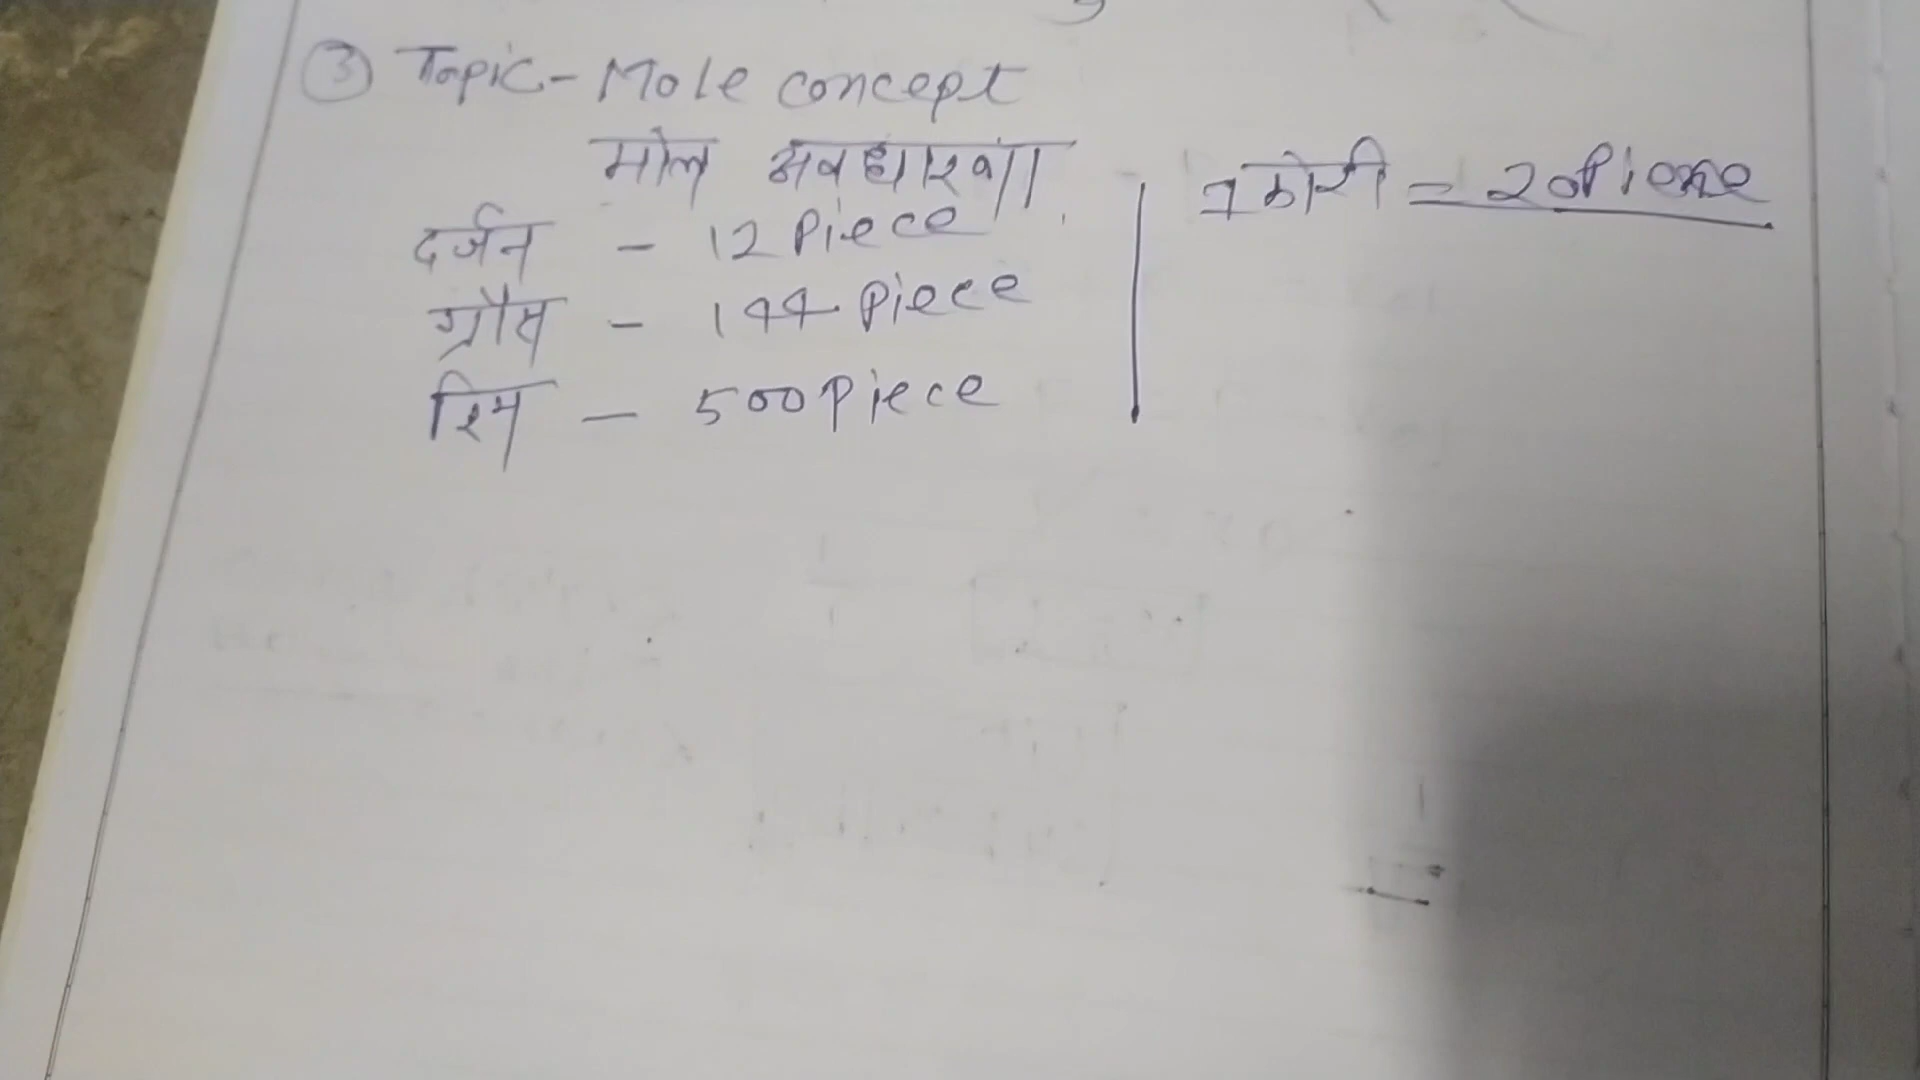 ③ Topic - Mole concept
मोल अवधारणा
दर्जन - 12 Piece
ग्रौस - 144 Piece
रिम - 500 Piece
1 कोरी = 20 Piece